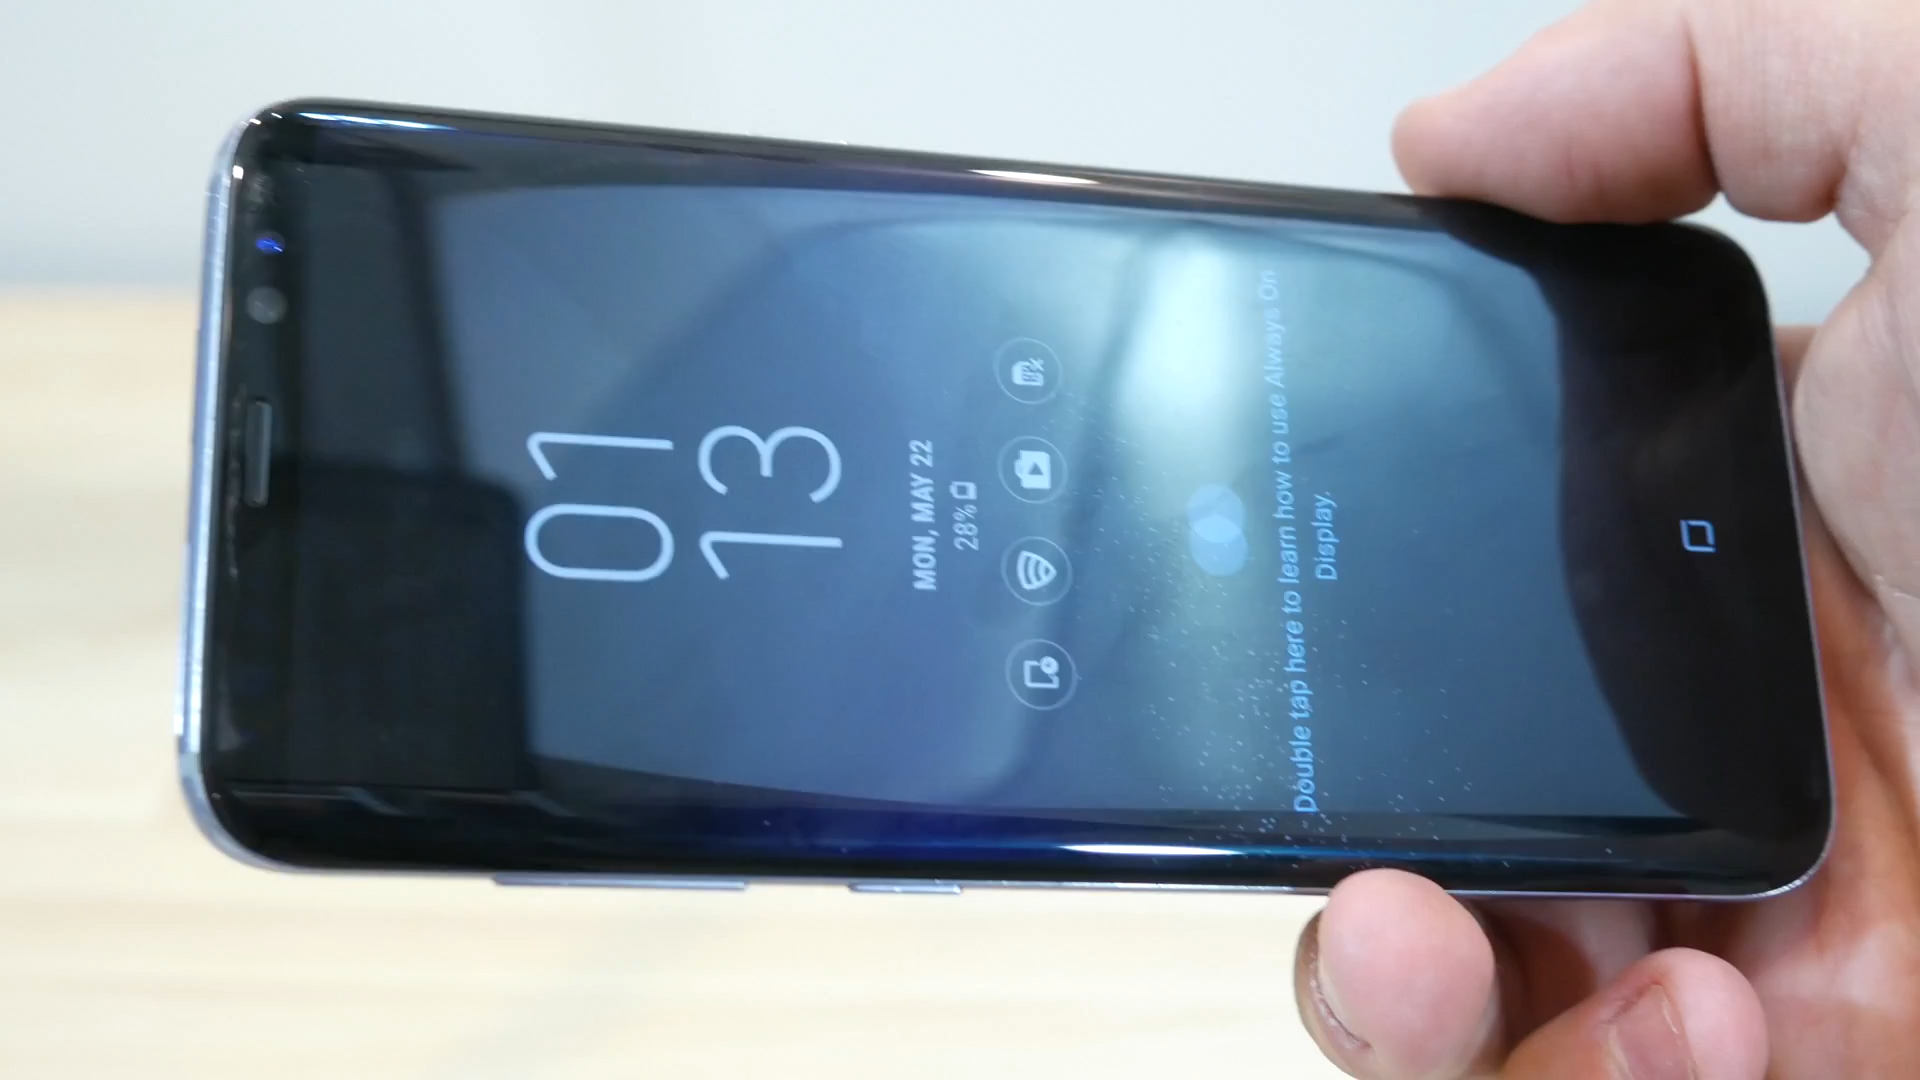 01
13
MON, MAY 22
28%
Double tap here to learn how to use Always On
Display.